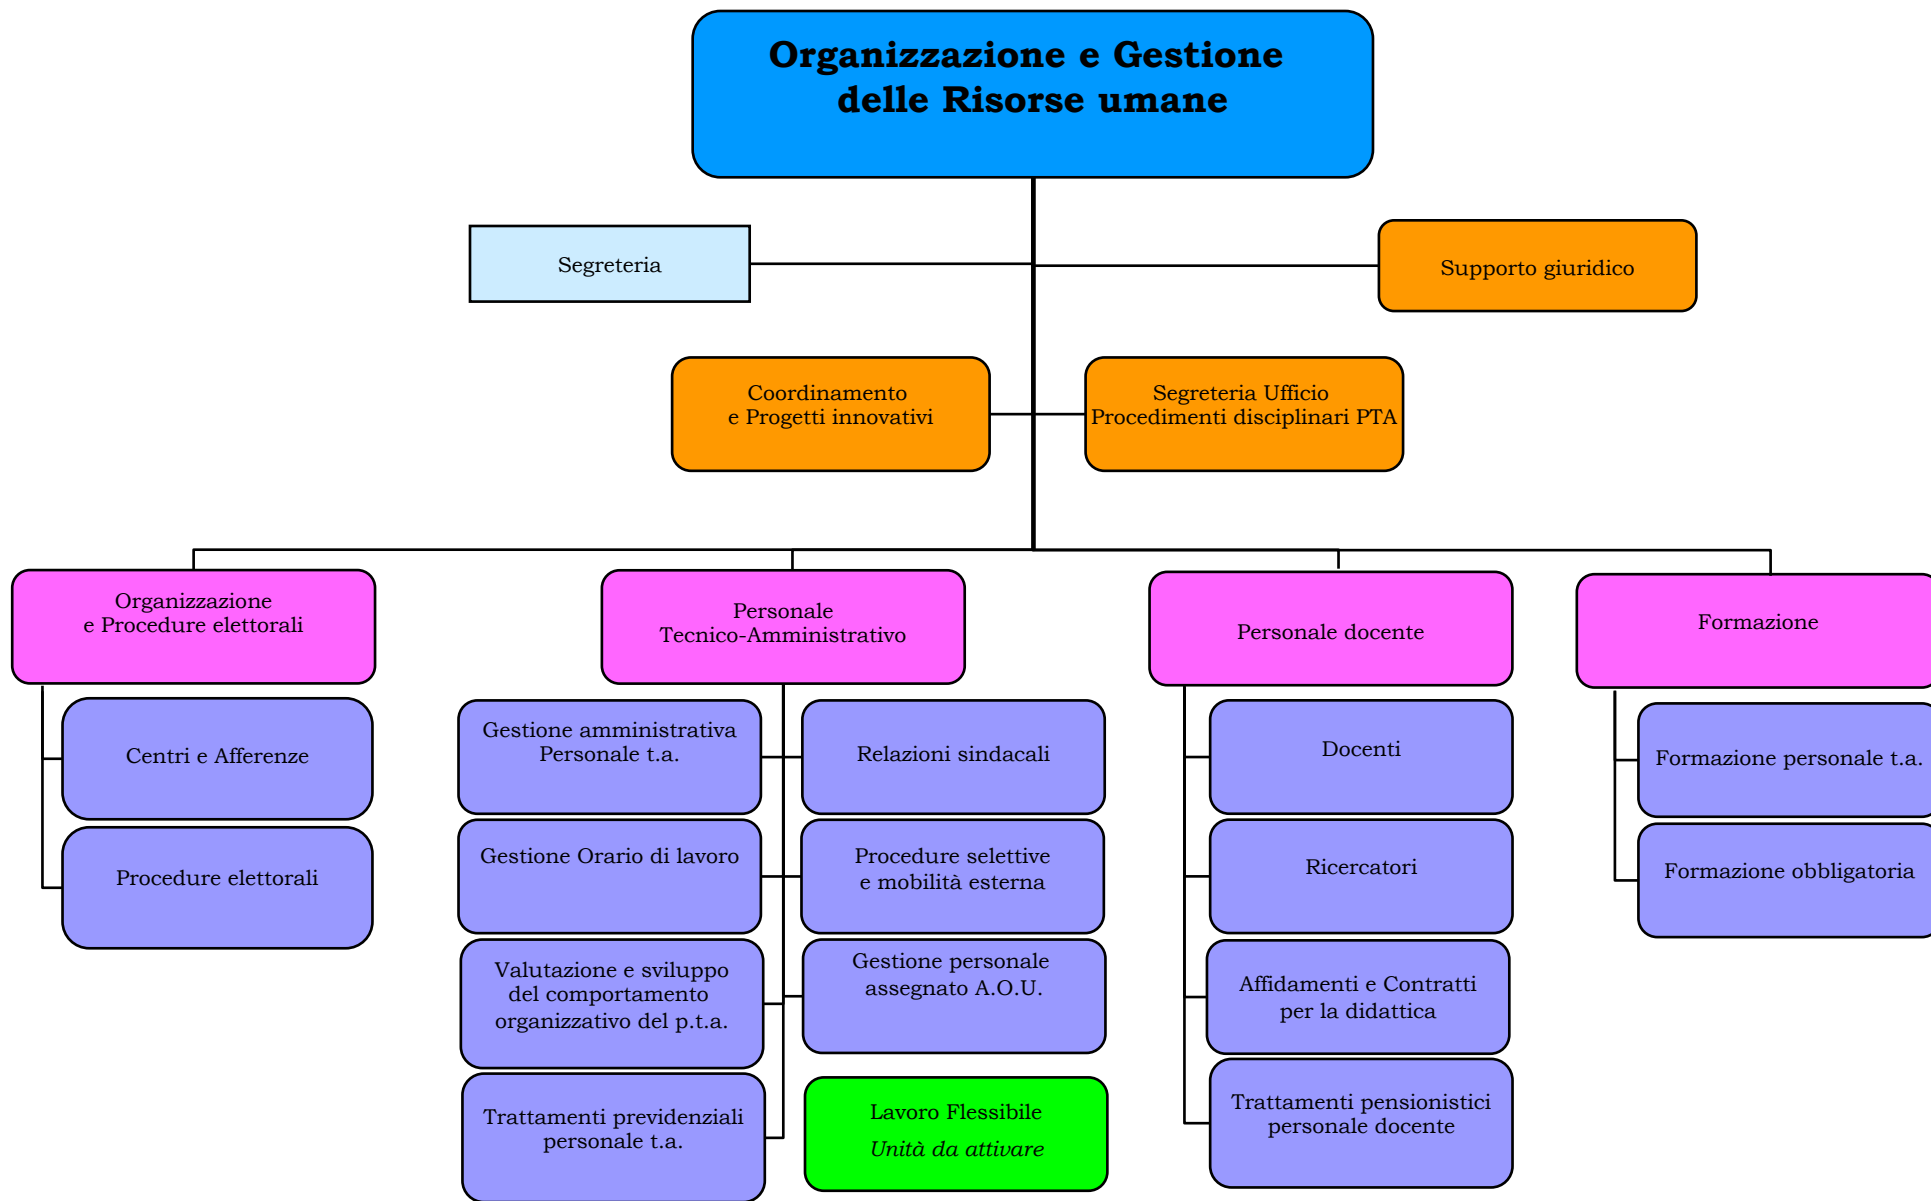 Organizzazione e Gestione
delle Risorse umane
Segreteria
Supporto giuridico
Coordinamento
e Progetti innovativi
Segreteria Ufficio
Procedimenti disciplinari PTA
Organizzazione
e Procedure elettorali
Personale
Tecnico-Amministrativo
Personale docente
Formazione
Centri e Afferenze
Procedure elettorali
Gestione amministrativa
Personale t.a.
Relazioni sindacali
Gestione Orario di lavoro
Procedure selettive
e mobilità esterna
Valutazione e sviluppo
del comportamento
organizzativo del p.t.a.
Gestione personale
assegnato A.O.U.
Trattamenti previdenziali
personale t.a.
Lavoro Flessibile
Unità da attivare
Docenti
Ricercatori
Affidamenti e Contratti
per la didattica
Trattamenti pensionistici
personale docente
Formazione personale t.a.
Formazione obbligatoria